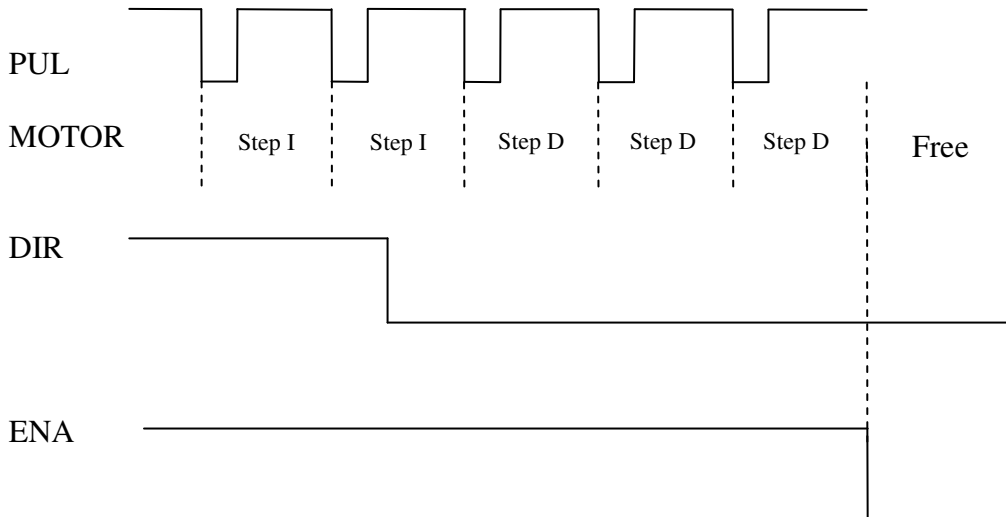 PUL
MOTOR
Step I
Step I
Step D
Step D
Step D
Free
DIR
ENA